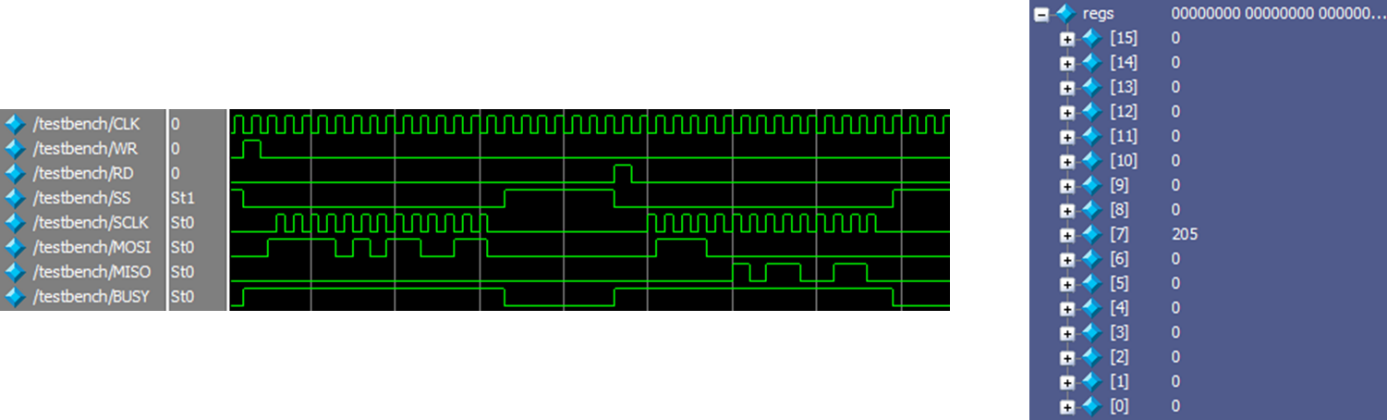 /testbench/CLK 0
/testbench/WR 0
/testbench/RD 0
/testbench/SS St1
/testbench/SCLK St0
/testbench/MOSI St0
/testbench/MISO St0
/testbench/BUSY St0
regs 00000000 00000000 000000...
[15] 0
[14] 0
[13] 0
[12] 0
[11] 0
[10] 0
[9] 0
[8] 0
[7] 205
[6] 0
[5] 0
[4] 0
[3] 0
[2] 0
[1] 0
[0] 0